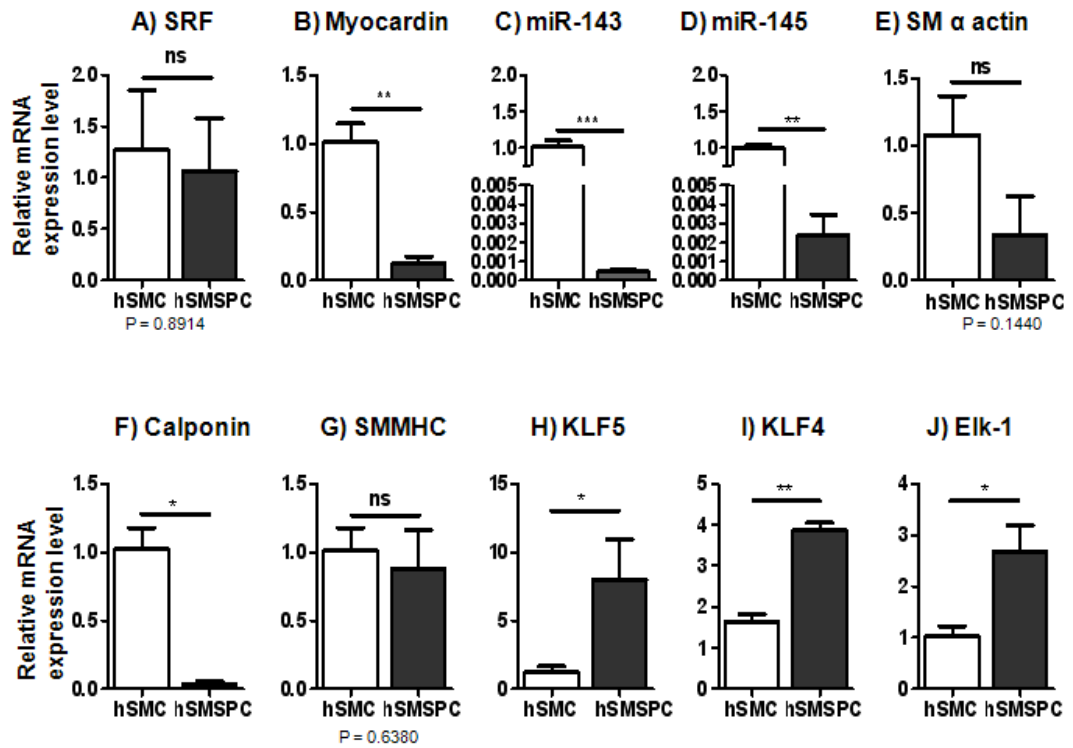 A) SRF
B) Myocardin
C) miR-143
D) miR-145
E) SM α actin
Relative mRNA
expression level
ns
2.0
1.5
1.0
0.5
0.0
hSMC hSMSPC
P = 0.8914
**
1.5
1.0
0.5
0.0
hSMC hSMSPC
***
2.0
1.5
1.0
0.005
0.004
0.003
0.002
0.001
0.000
hSMC hSMSPC
**
2.0
1.5
1.0
0.005
0.004
0.003
0.002
0.001
0.000
hSMC hSMSPC
ns
1.5
1.0
0.5
0.0
hSMC hSMSPC
P = 0.1440
F) Calponin
G) SMMHC
H) KLF5
I) KLF4
J) Elk-1
Relative mRNA
expression level
*
1.5
1.0
0.5
0.0
hSMC hSMSPC
ns
1.5
1.0
0.5
0.0
hSMC hSMSPC
P = 0.6380
*
15
10
5
0
hSMC hSMSPC
**
5
4
3
2
1
0
hSMC hSMSPC
*
4
3
2
1
0
hSMC hSMSPC